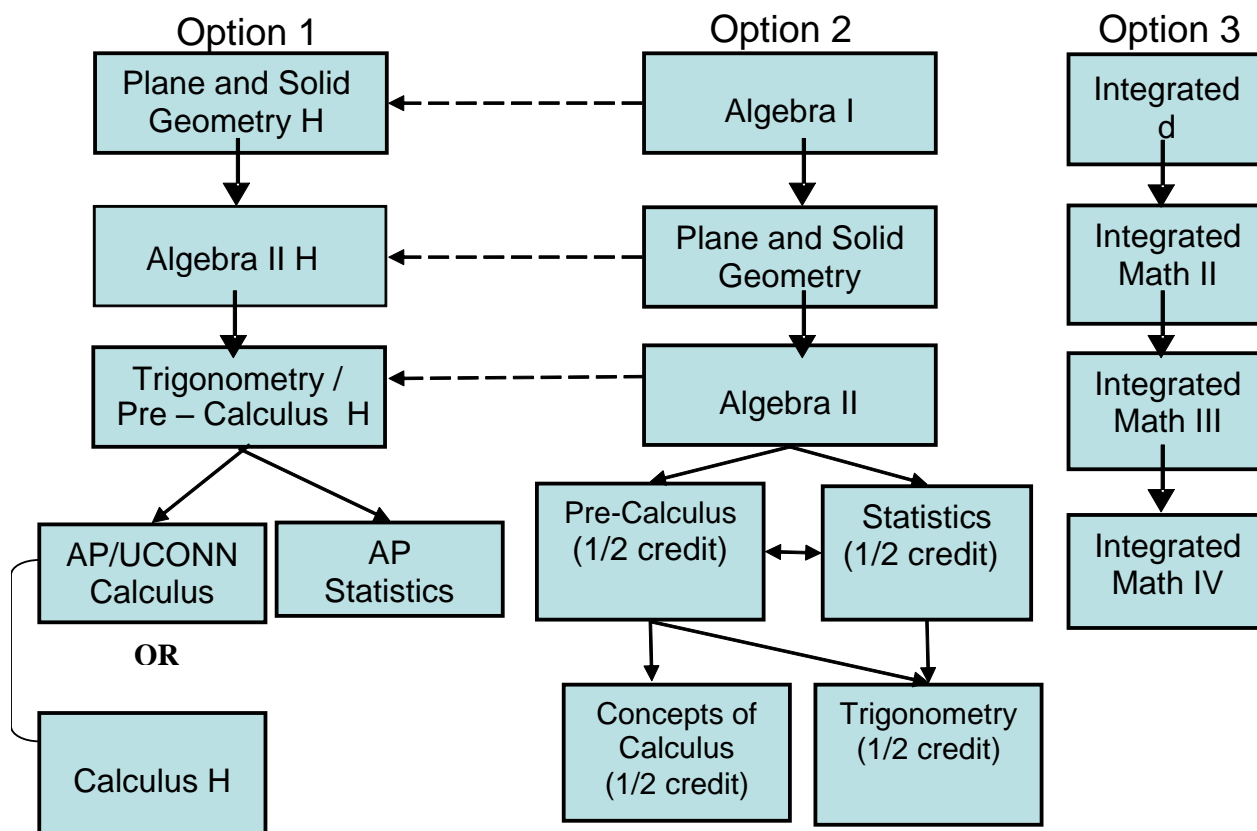 Option 1
Plane and Solid
Geometry H
Algebra II H
Trigonometry /
Pre – Calculus H
AP/UCONN
Calculus
AP
Statistics
OR
Calculus H
Option 2
Algebra I
Plane and Solid
Geometry
Algebra II
Pre-Calculus
(1/2 credit)
Statistics
(1/2 credit)
Concepts of
Calculus
(1/2 credit)
Trigonometry
(1/2 credit)
Option 3
Integrated
d
Integrated
Math II
Integrated
Math III
Integrated
Math IV